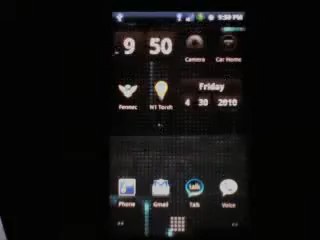 9:50 PM
9 50
Camera Car Home
Friday
Fennec N1 Torch
4 30 2010
talk
Phone Gmail Talk Voice